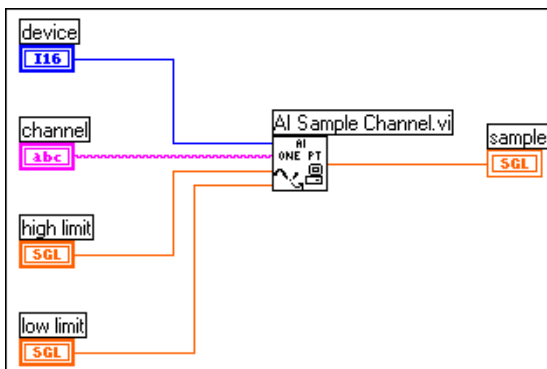 device
I16
channel
abc
AI Sample Channel.vi
AI
ONE PT
sample
SGL
high limit
SGL
low limit
SGL